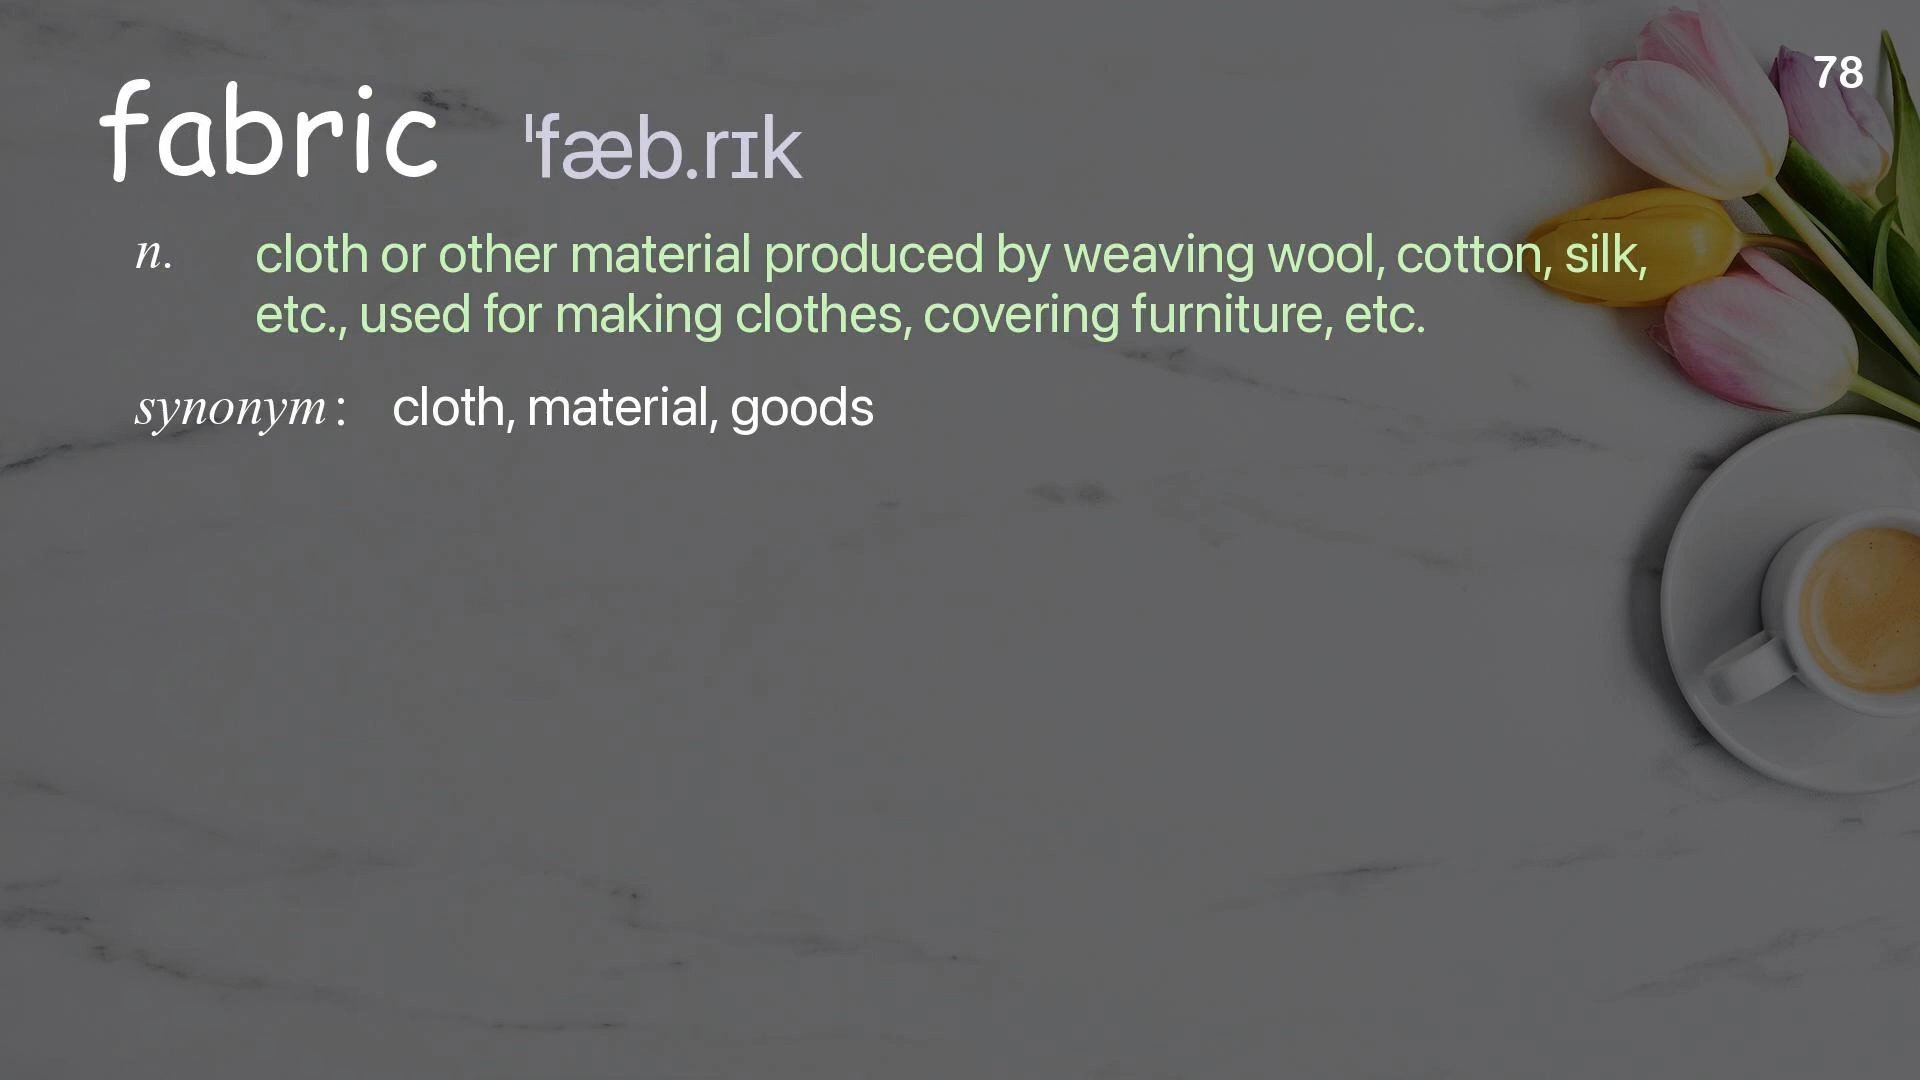 78
fabric ˈfæb.rɪk
n. cloth or other material produced by weaving wool, cotton, silk,
etc., used for making clothes, covering furniture, etc.
synonym: cloth, material, goods